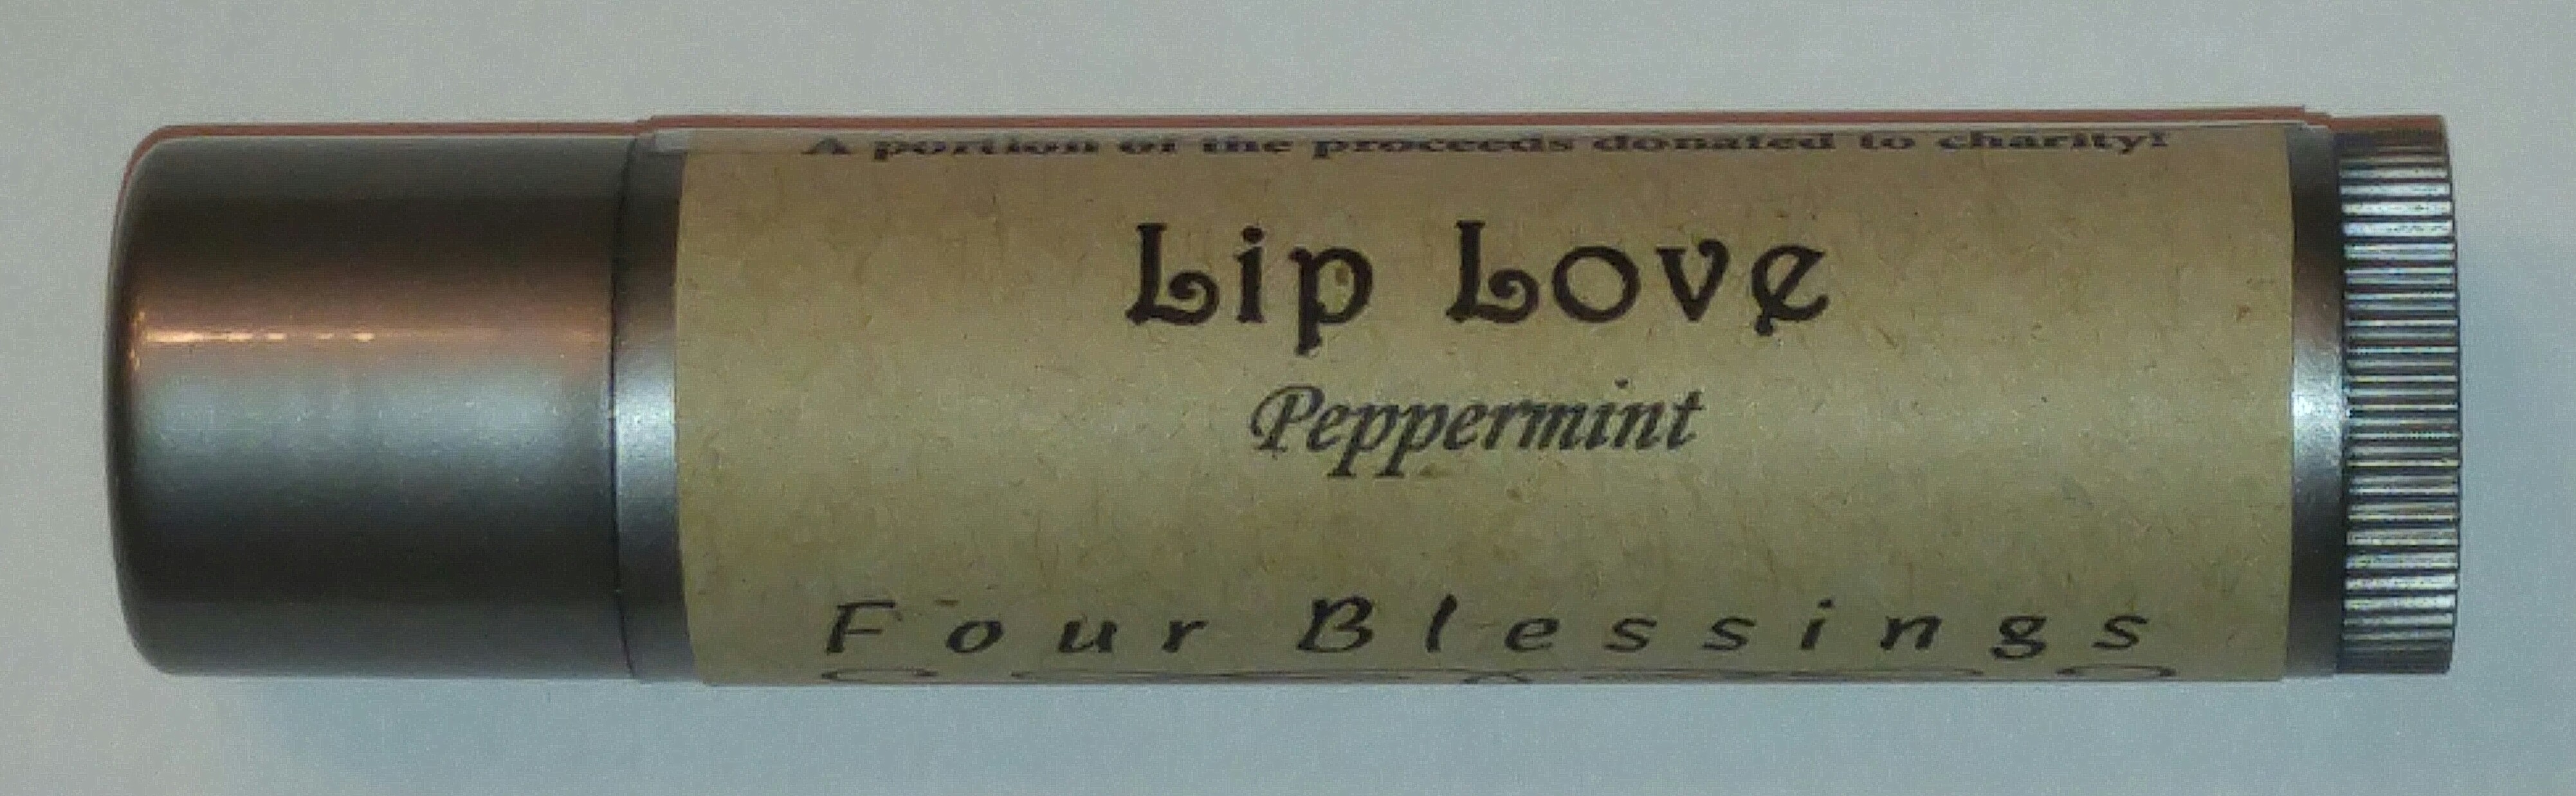 A portion of the proceeds donated to charity!
Lip Love
Peppermint
Four Blessings